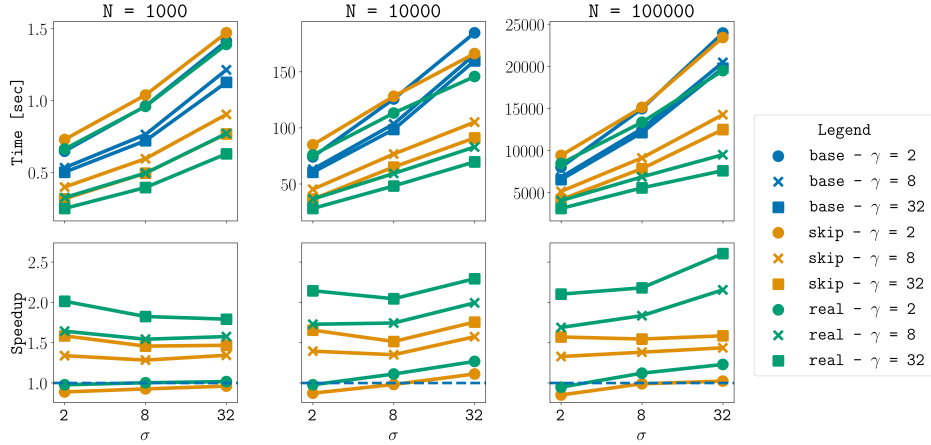 N = 1000
N = 10000
N = 100000
Time [sec]
1.5
1.0
0.5
150
100
50
25000
20000
15000
10000
5000
Legend
base - γ = 2
base - γ = 8
base - γ = 32
skip - γ = 2
skip - γ = 8
skip - γ = 32
real - γ = 2
real - γ = 8
real - γ = 32
Speedup
2.5
2.0
1.5
1.0
2 8 32
2 8 32
2 8 32
σ
σ
σ